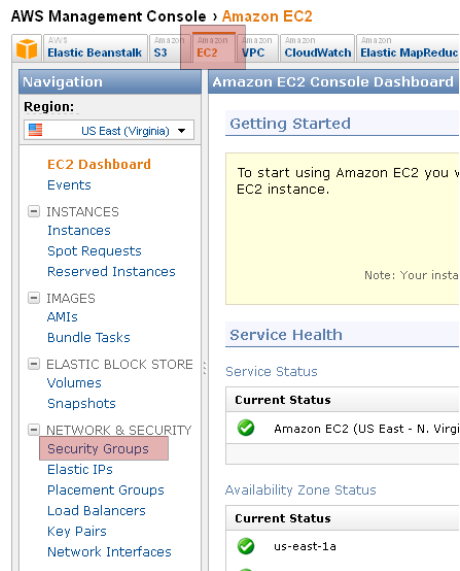 AWS Management Console › Amazon EC2
AWS
Elastic Beanstalk
Amazon
S3
Amazon
EC2
Amazon
VPC
Amazon
CloudWatch
Amazon
Elastic MapReduc
Navigation
Region:
US East (Virginia)
EC2 Dashboard
Events
INSTANCES
Instances
Spot Requests
Reserved Instances
IMAGES
AMIs
Bundle Tasks
ELASTIC BLOCK STORE
Volumes
Snapshots
NETWORK & SECURITY
Security Groups
Elastic IPs
Placement Groups
Load Balancers
Key Pairs
Network Interfaces
Amazon EC2 Console Dashboard
Getting Started
To start using Amazon EC2 you
EC2 instance.
Note: Your insta
Service Health
Service Status
Current Status
Amazon EC2 (US East - N. Virgi
Availability Zone Status
Current Status
us-east-1a